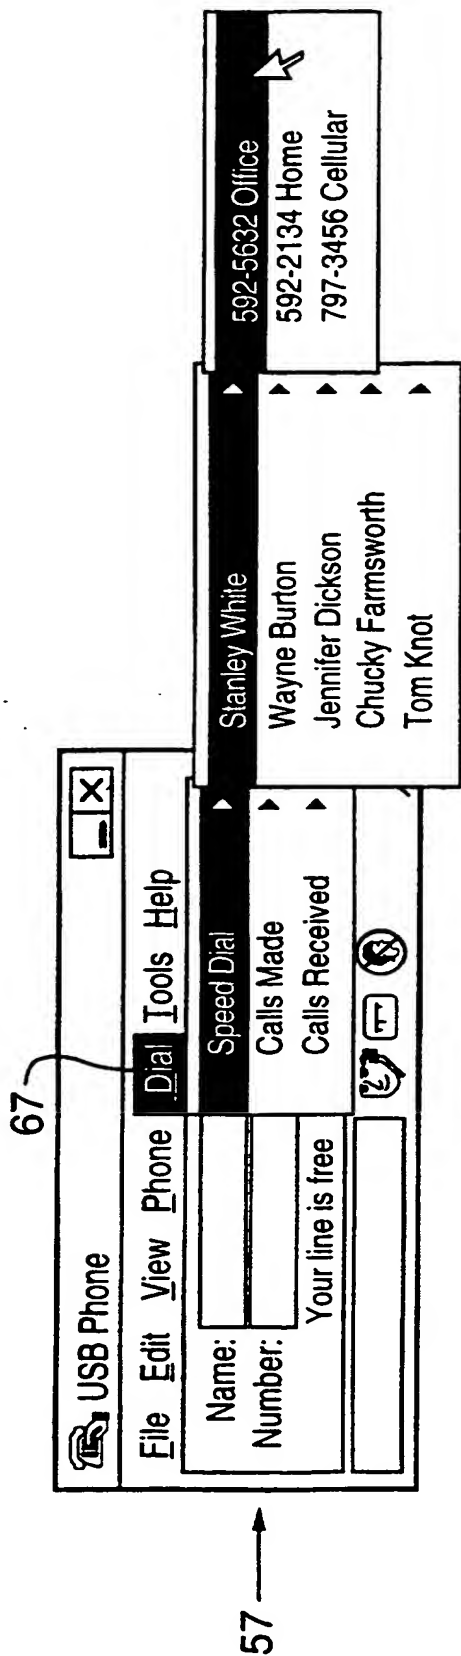 67
57
USB Phone
File Edit View Phone Dial Tools Help
Name:
Number:
Your line is free
Speed Dial
Calls Made
Calls Received
Stanley White
Wayne Burton
Jennifer Dickson
Chucky Farmsworth
Tom Knot
592-5632 Office
592-2134 Home
797-3456 Cellular